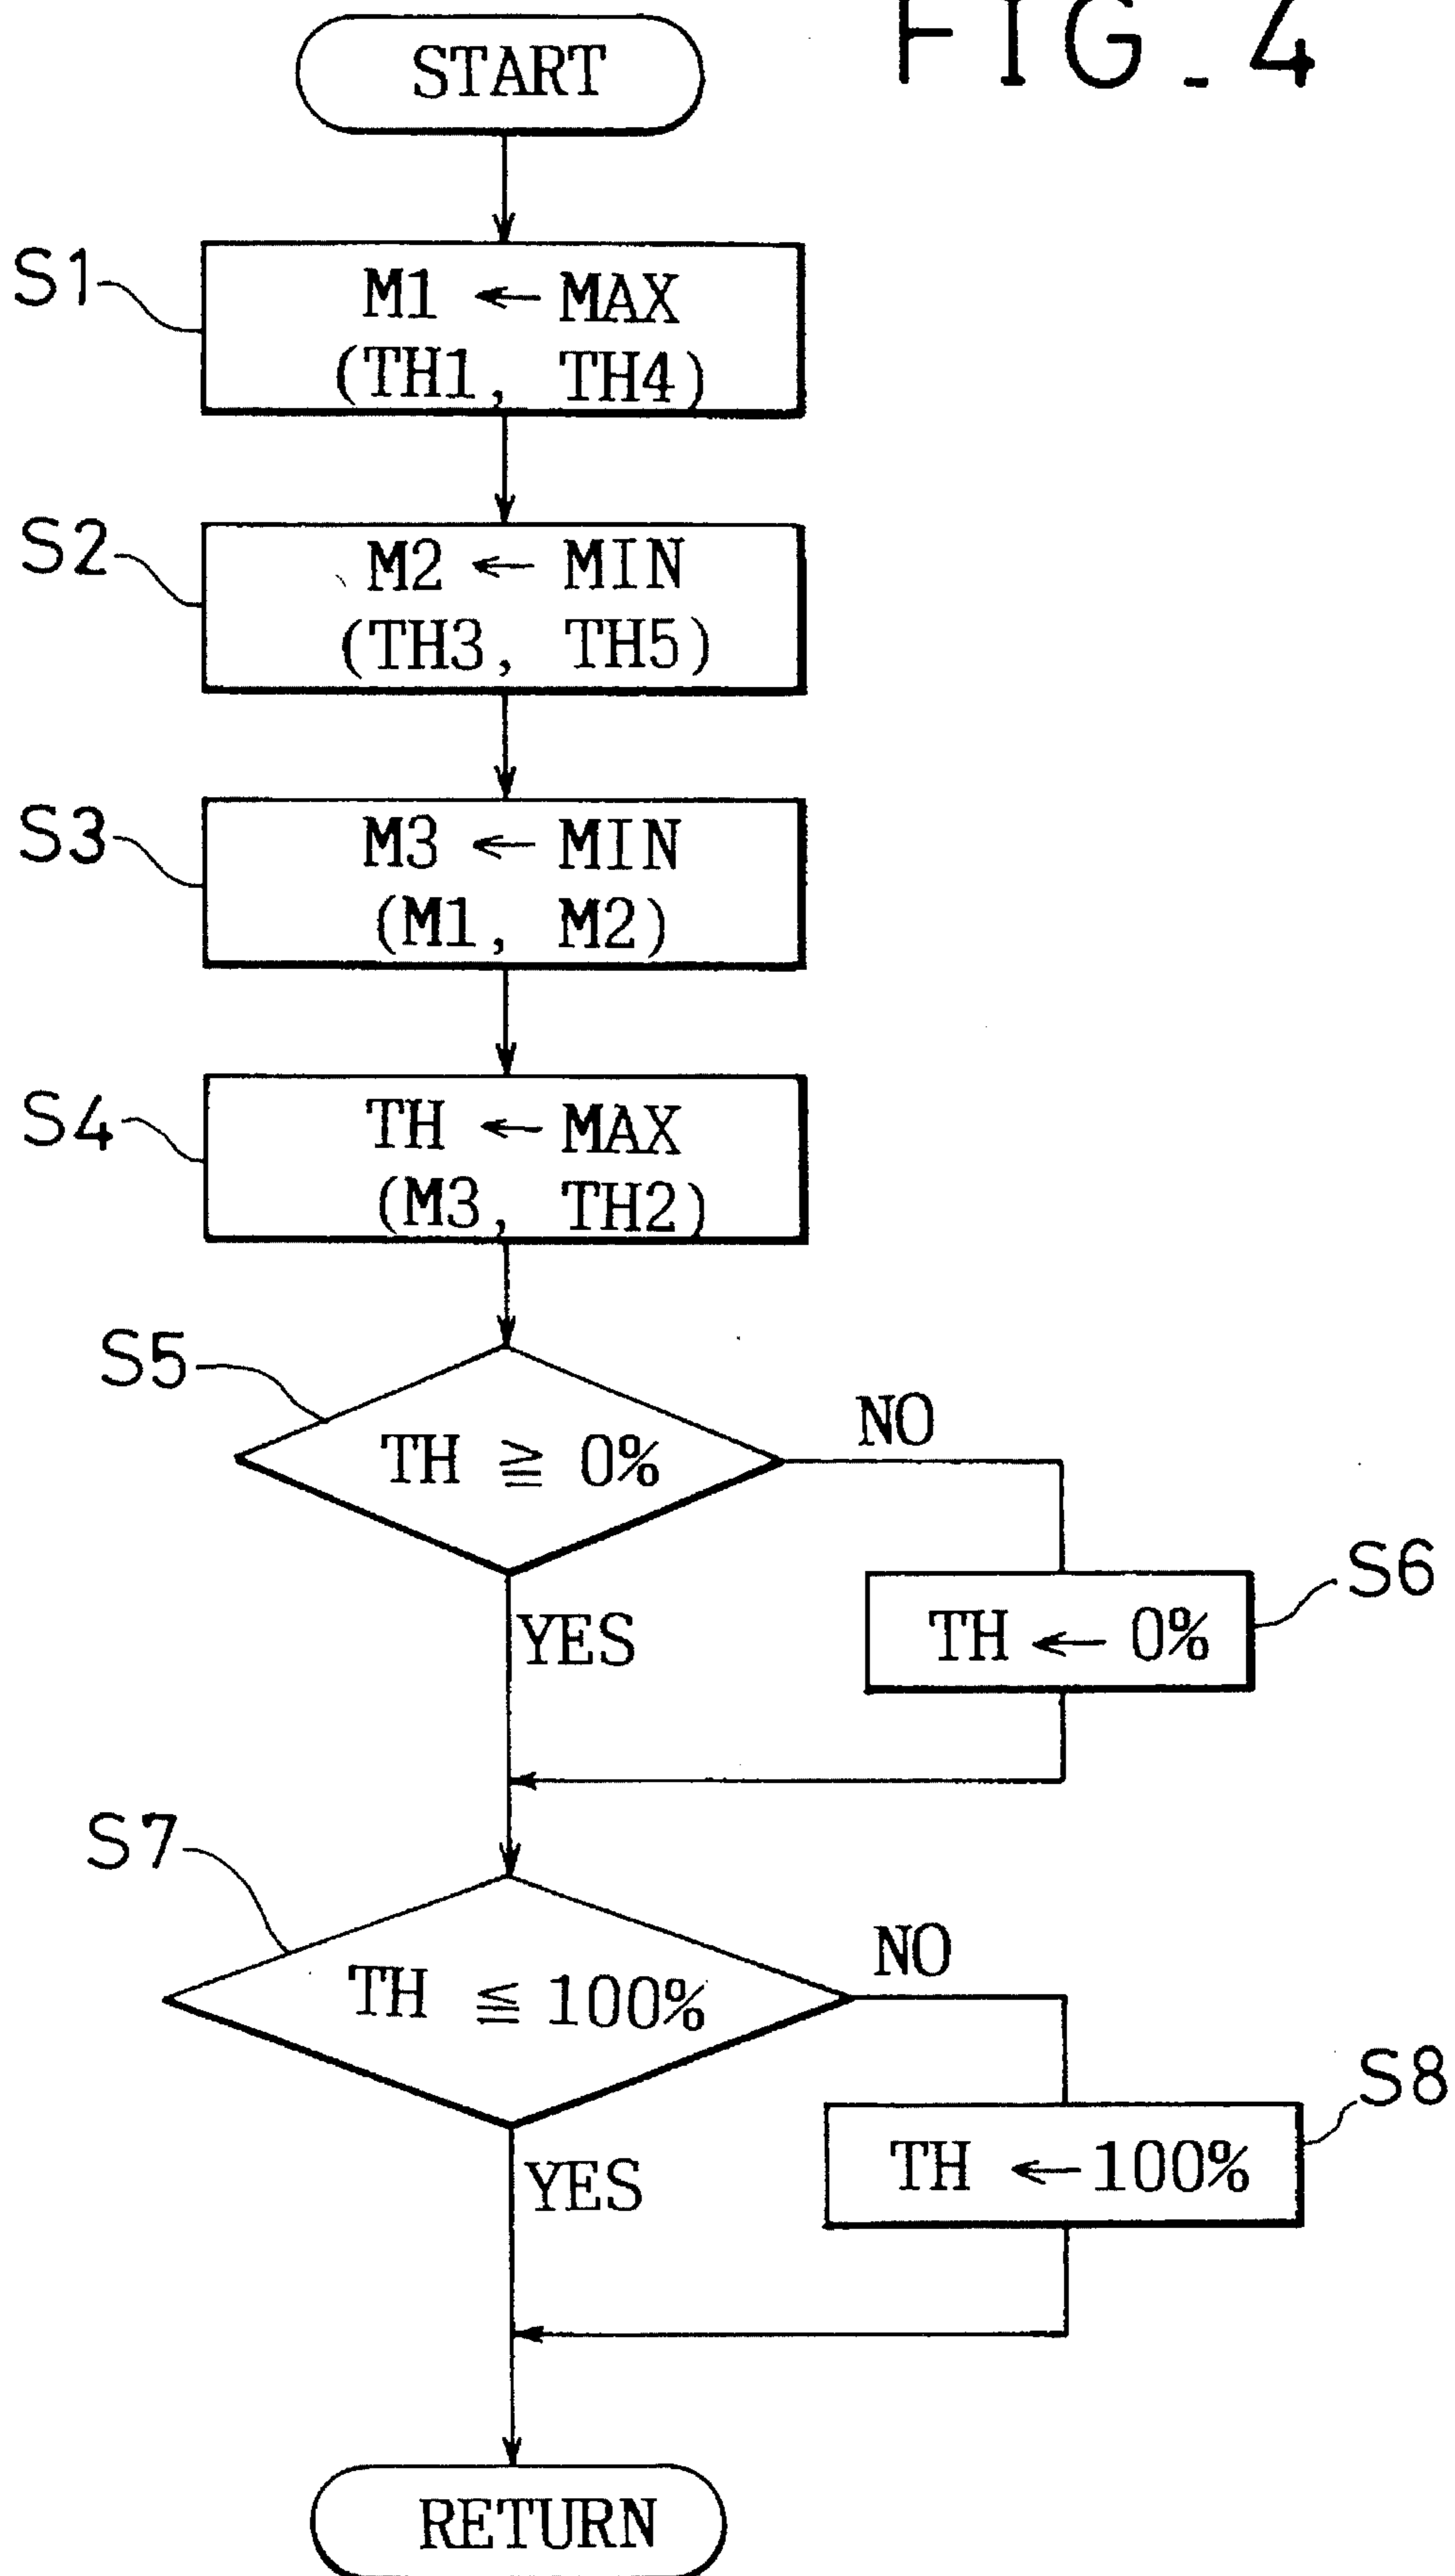 FIG. 4
START
S1
M1 ← MAX
(TH1, TH4)
S2
M2 ← MIN
(TH3, TH5)
S3
M3 ← MIN
(M1, M2)
S4
TH ← MAX
(M3, TH2)
S5
TH ≧ 0%
NO
S6
TH ← 0%
YES
S7
TH ≦ 100%
NO
S8
TH ← 100%
YES
RETURN